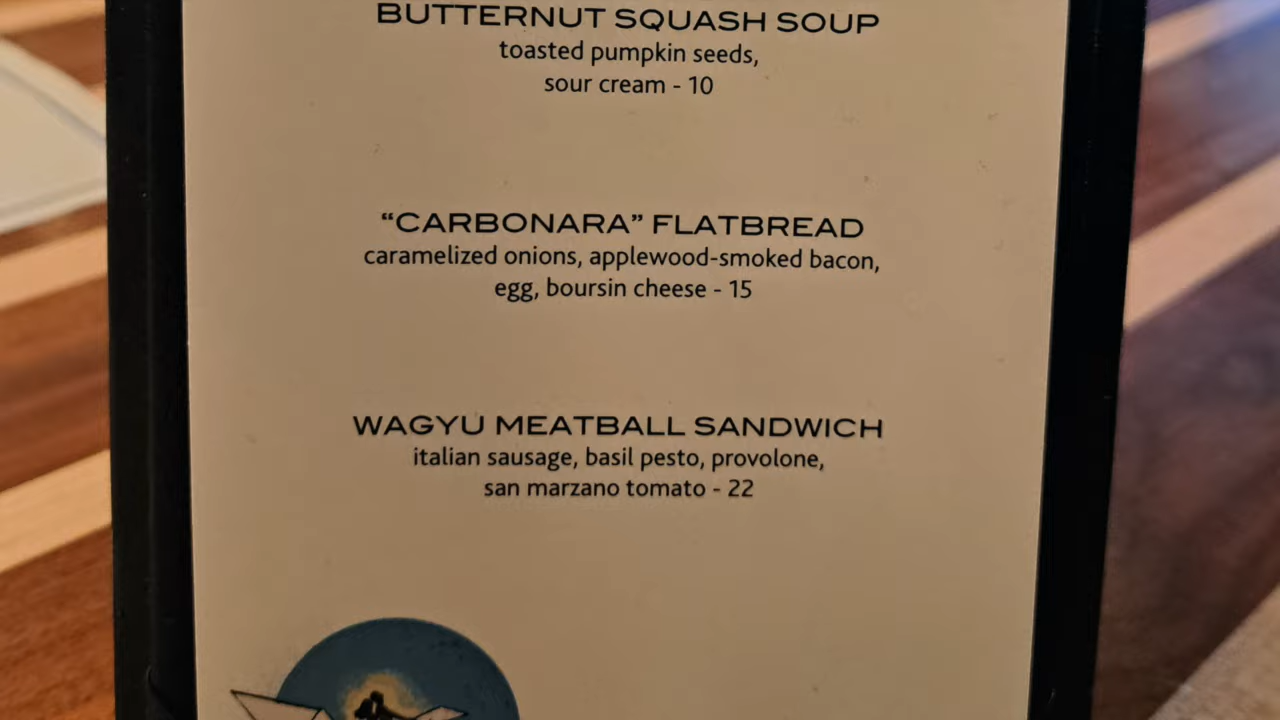 BUTTERNUT SQUASH SOUP
toasted pumpkin seeds,
sour cream - 10
“CARBONARA” FLATBREAD
caramelized onions, applewood-smoked bacon,
egg, boursin cheese - 15
WAGYU MEATBALL SANDWICH
italian sausage, basil pesto, provolone,
san marzano tomato - 22